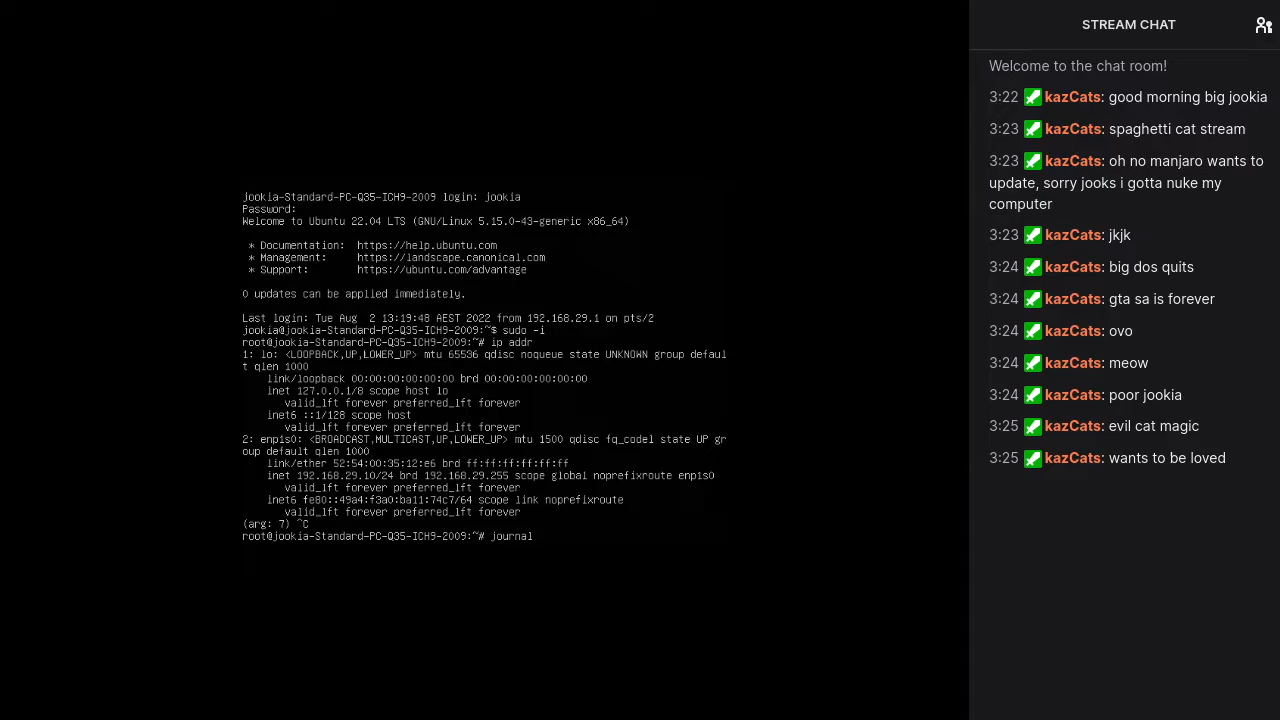 jookia-Standard-PC-Q35-ICH9-2009 login: jookia
Password:
Welcome to Ubuntu 22.04 LTS (GNU/Linux 5.15.0-43-generic x86_64)
* Documentation: https://help.ubuntu.com
* Management: https://landscape.canonical.com
* Support: https://ubuntu.com/advantage
0 updates can be applied immediately.
Last login: Tue Aug 2 13:19:48 AEST 2022 from 192.168.29.1 on pts/2
jookia@jookia-Standard-PC-Q35-ICH9-2009:~$ sudo -i
root@jookia-Standard-PC-Q35-ICH9-2009:~# ip addr
1: lo: <LOOPBACK,UP,LOWER_UP> mtu 65536 qdisc noqueue state UNKNOWN group defaul
t qlen 1000
link/loopback 00:00:00:00:00:00 brd 00:00:00:00:00:00
inet 127.0.0.1/8 scope host lo
valid_lft forever preferred_lft forever
inet6 ::1/128 scope host
valid_lft forever preferred_lft forever
2: enp1s0: <BROADCAST,MULTICAST,UP,LOWER_UP> mtu 1500 qdisc fq_codel state UP gr
oup default qlen 1000
link/ether 52:54:00:35:12:e6 brd ff:ff:ff:ff:ff:ff
inet 192.168.29.10/24 brd 192.168.29.255 scope global noprefixroute enp1s0
valid_lft forever preferred_lft forever
inet6 fe80::49a4:f3a0:ba11:74c7/64 scope link noprefixroute
valid_lft forever preferred_lft forever
(arg: 7) ^C
root@jookia-Standard-PC-Q35-ICH9-2009:~# journal
STREAM CHAT
Welcome to the chat room!
3:22 kazCats: good morning big jookia
3:23 kazCats: spaghetti cat stream
3:23 kazCats: oh no manjaro wants to
update, sorry jooks i gotta nuke my
computer
3:23 kazCats: jkjk
3:24 kazCats: big dos quits
3:24 kazCats: gta sa is forever
3:24 kazCats: ovo
3:24 kazCats: meow
3:24 kazCats: poor jookia
3:25 kazCats: evil cat magic
3:25 kazCats: wants to be loved